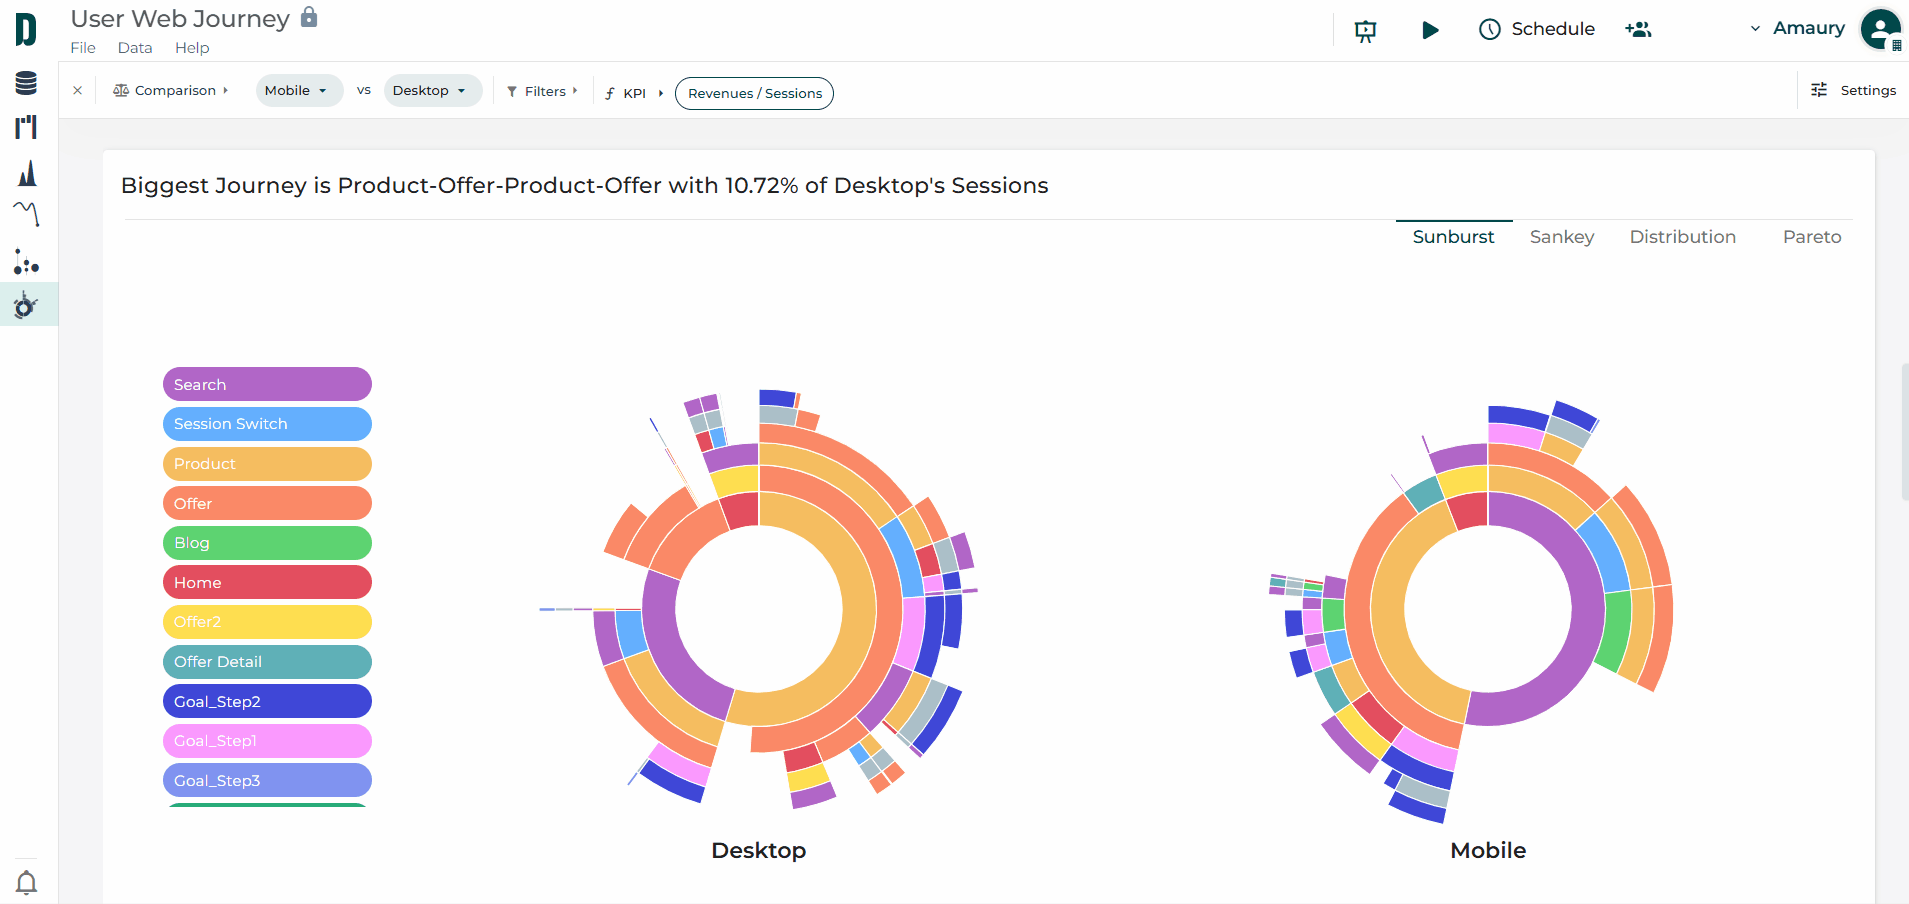 User Web Journey
File Data Help
Schedule
Amaury
Comparison
Mobile vs Desktop
Filters
KPI
Revenues / Sessions
Settings
Biggest Journey is Product-Offer-Product-Offer with 10.72% of Desktop's Sessions
Sunburst Sankey Distribution Pareto
Search
Session Switch
Product
Offer
Blog
Home
Offer2
Offer Detail
Goal_Step2
Goal_Step1
Goal_Step3
Desktop
Mobile